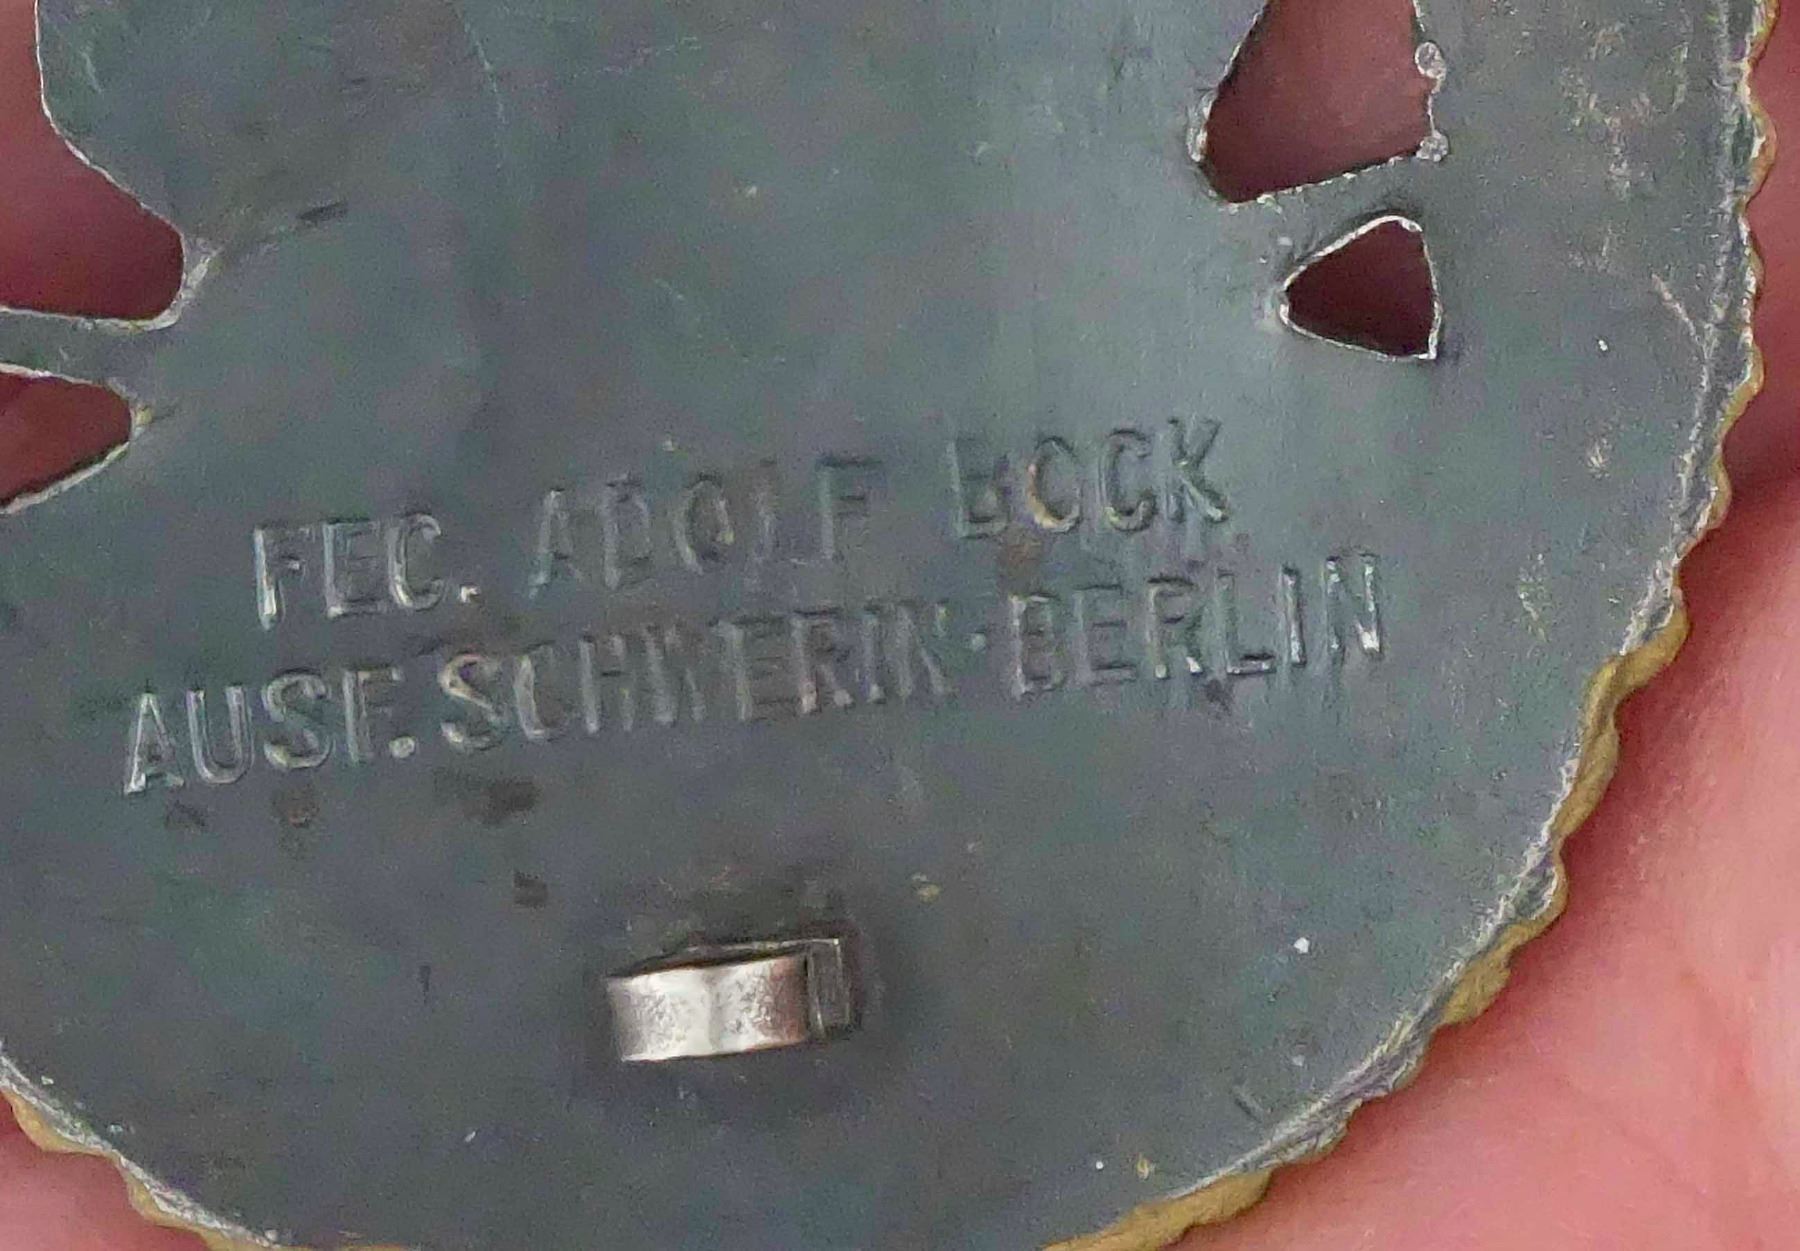 FEC. ADOLF BOCK
AUSF. SCHWERIN·BERLIN